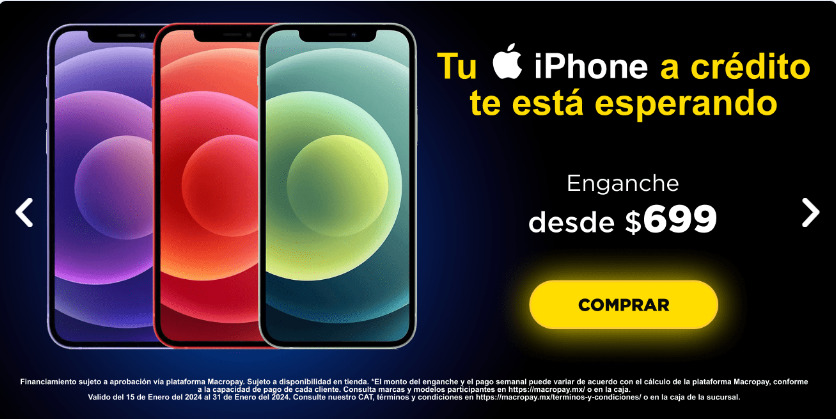 Tu iPhone a crédito
te está esperando
Enganche
desde $699
COMPRAR
Financiamiento sujeto a aprobación vía plataforma Macropay. Sujeto a disponibilidad en tienda. *El monto del enganche y el pago semanal puede variar de acuerdo con el cálculo de la plataforma Macropay, conforme
a la capacidad de pago de cada cliente. Consulta marcas y modelos participantes en https://macropay.mx/ o en la caja.
Valido del 15 de Enero del 2024 al 31 de Enero del 2024. Consulte nuestro CAT, términos y condiciones en https://macropay.mx/terminos-y-condiciones/ o en la caja de la sucursal.